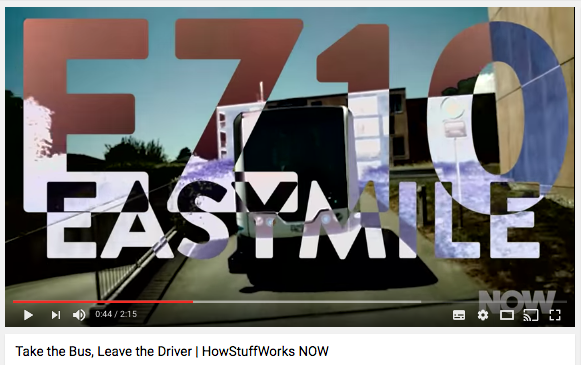 EZ10
EASYMILE
NOW
0:44 / 2:15
Take the Bus, Leave the Driver | HowStuffWorks NOW